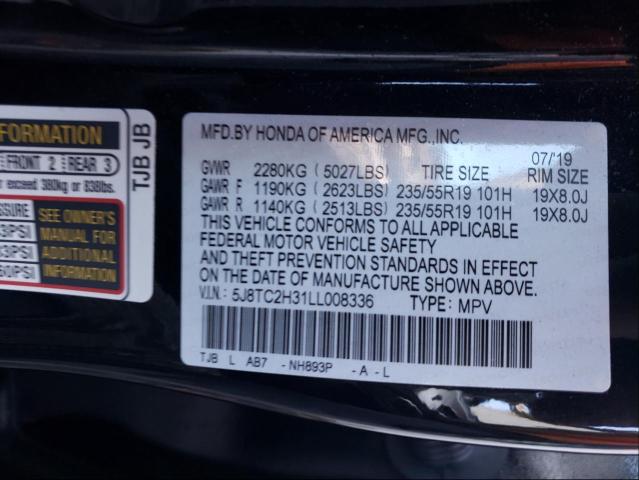 FORMATION
FRONT 2 REAR 3
r exceed 380kg or 838lbs.
SEE OWNER'S
MANUAL FOR
ADDITIONAL
INFORMATION
TJB JB
MFD.BY HONDA OF AMERICA MFG.,INC.
07/'19
GVWR 2280KG (5027LBS) TIRE SIZE RIM SIZE
GAWR F 1190KG (2623LBS) 235/55R19 101H 19X8.0J
GAWR R 1140KG (2513LBS) 235/55R19 101H 19X8.0J
THIS VEHICLE CONFORMS TO ALL APPLICABLE
FEDERAL MOTOR VEHICLE SAFETY
AND THEFT PREVENTION STANDARDS IN EFFECT
ON THE DATE OF MANUFACTURE SHOWN ABOVE.
V.I.N.: 5J8TC2H31LL008336 TYPE: MPV
TJB L AB7 -NH893P -A-L